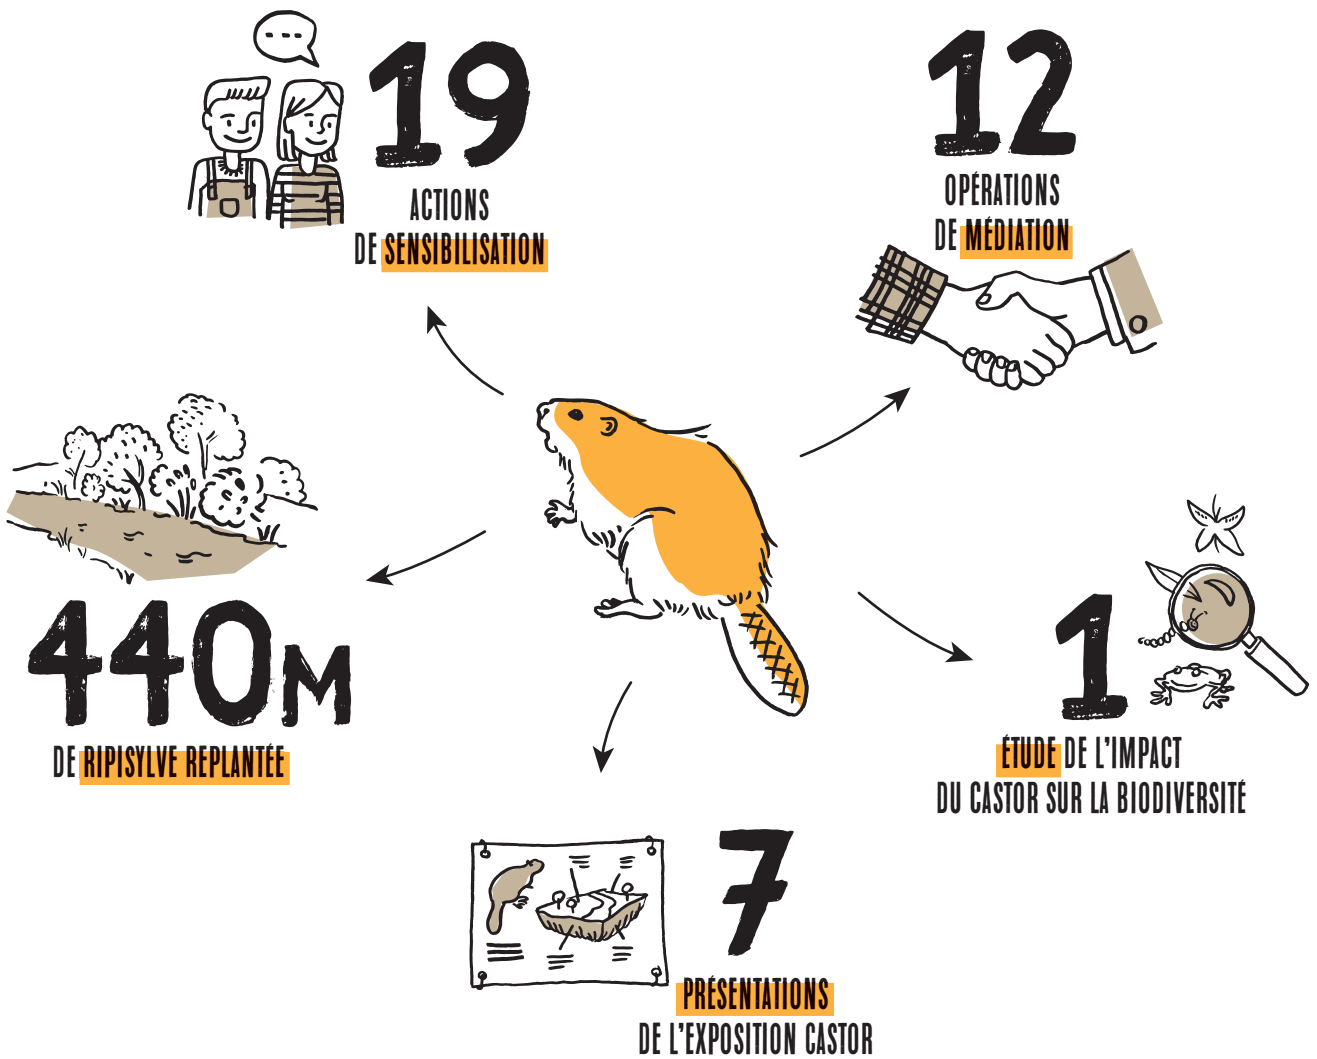 19
ACTIONS
DE SENSIBILISATION
12
OPÉRATIONS
DE MÉDIATION
440M
DE RIPISYLVE REPLANTÉE
1
ÉTUDE DE L'IMPACT
DU CASTOR SUR LA BIODIVERSITÉ
7
PRÉSENTATIONS
DE L'EXPOSITION CASTOR